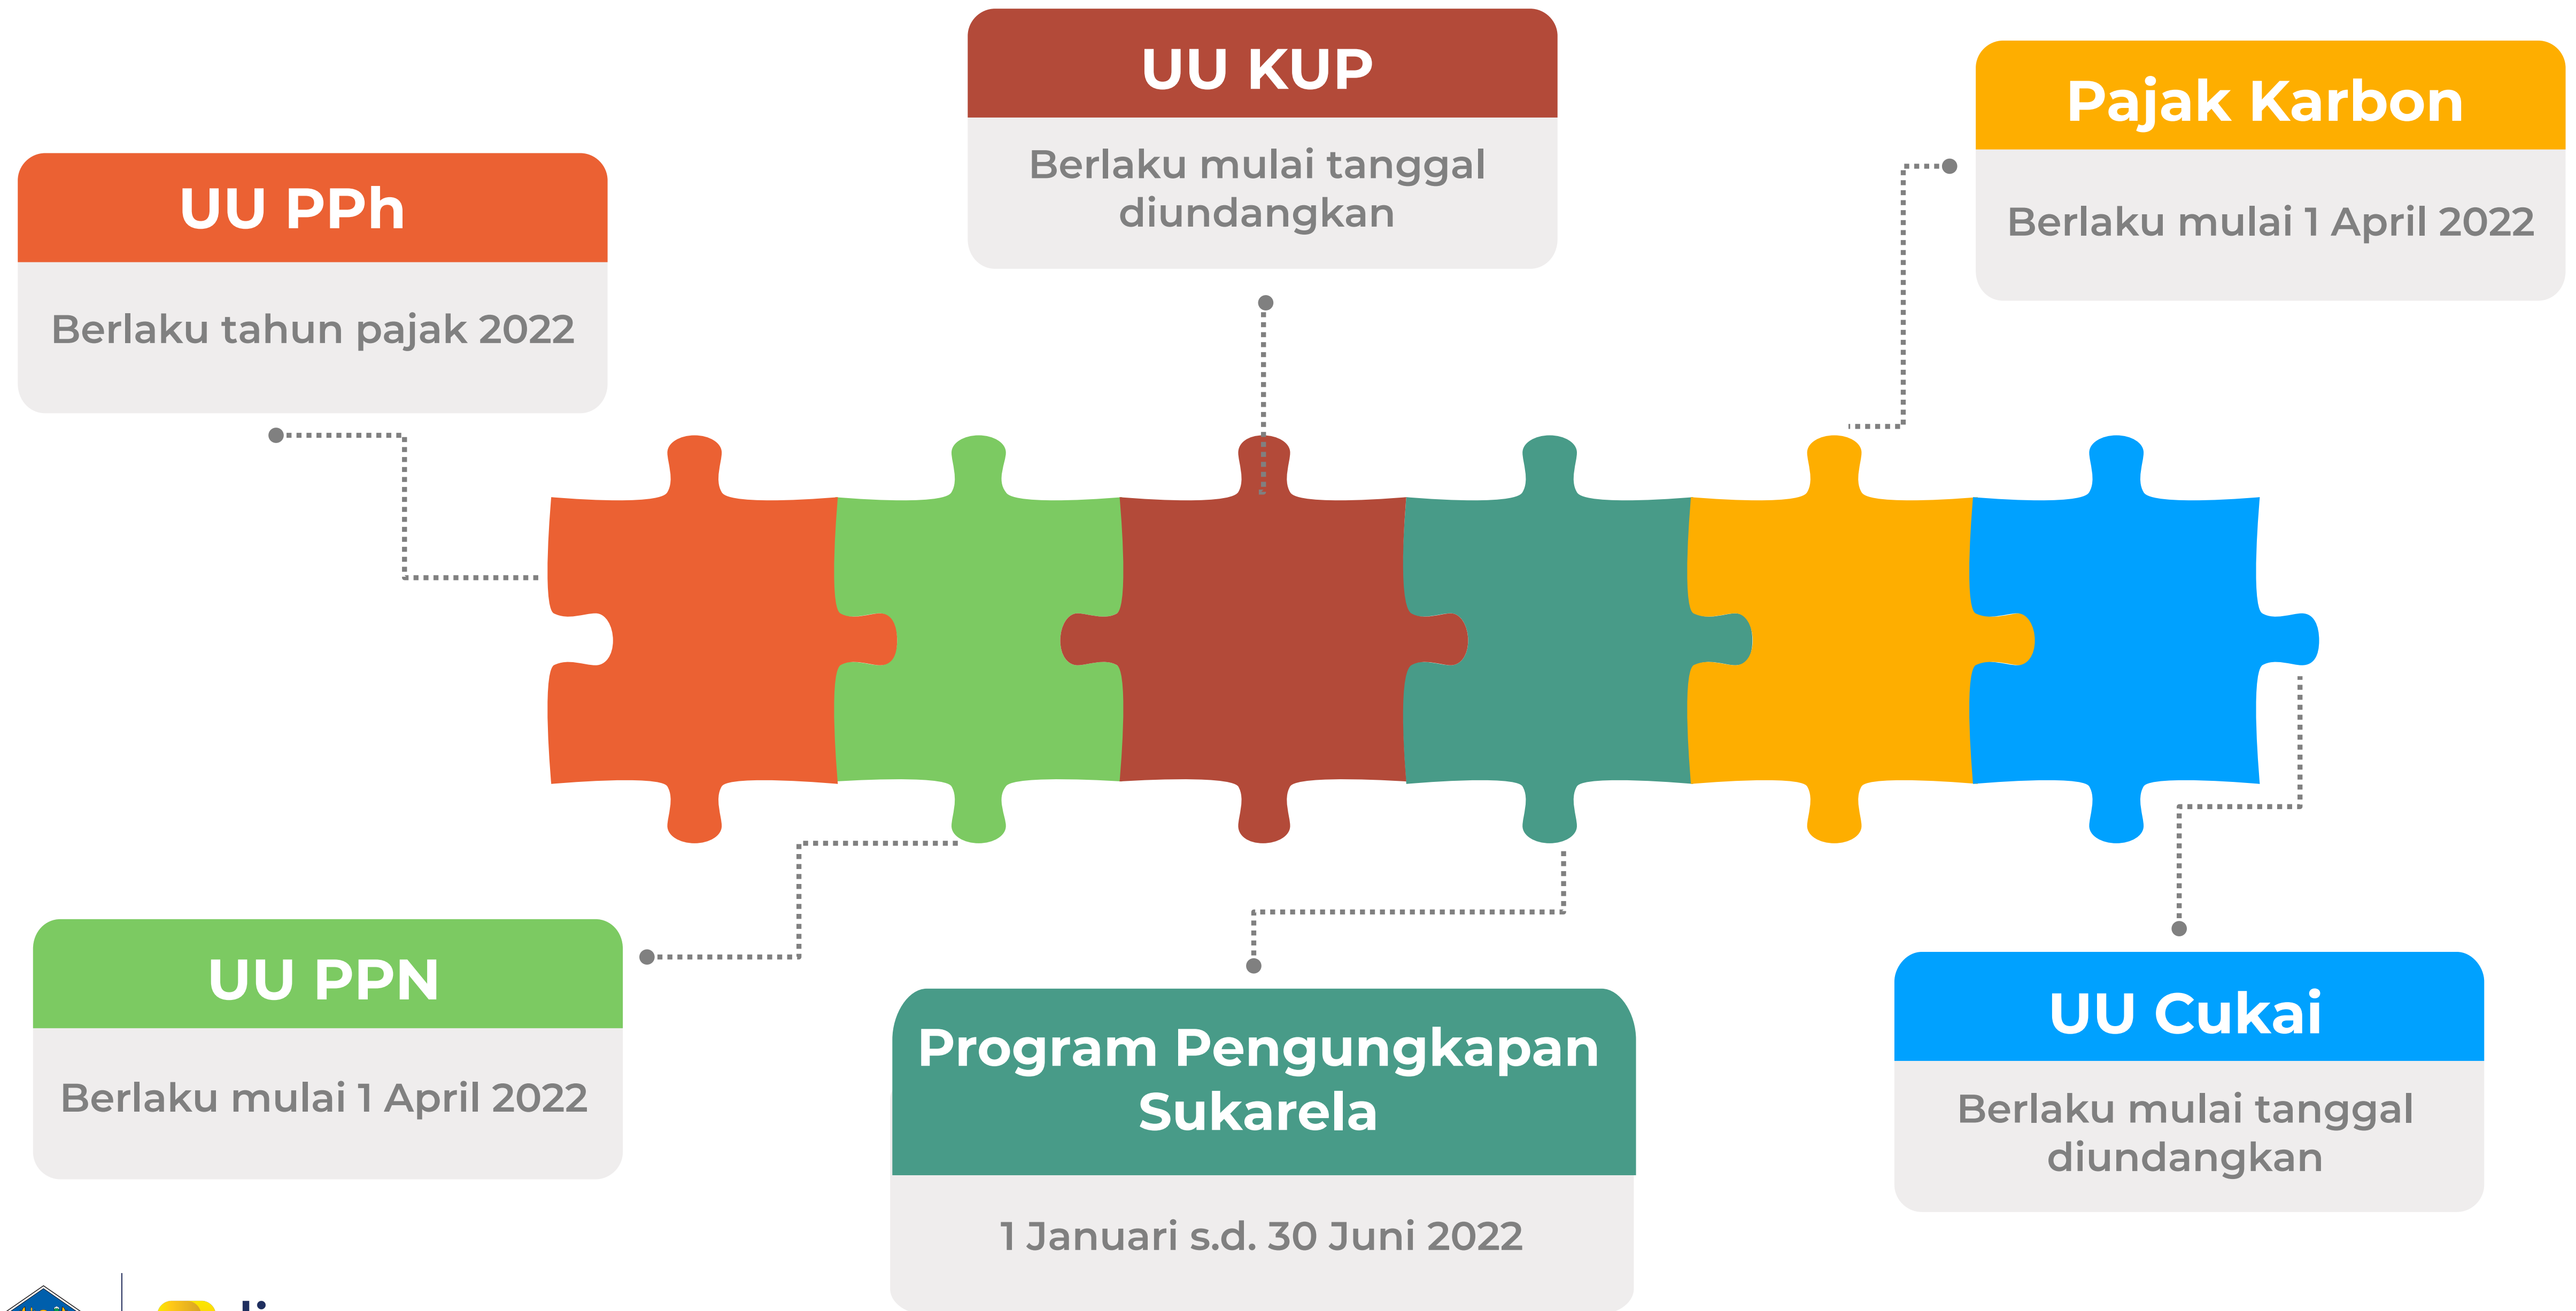 UU KUP
Berlaku mulai tanggal
diundangkan
Pajak Karbon
Berlaku mulai 1 April 2022
UU PPh
Berlaku tahun pajak 2022
UU PPN
Berlaku mulai 1 April 2022
Program Pengungkapan
Sukarela
1 Januari s.d. 30 Juni 2022
UU Cukai
Berlaku mulai tanggal
diundangkan